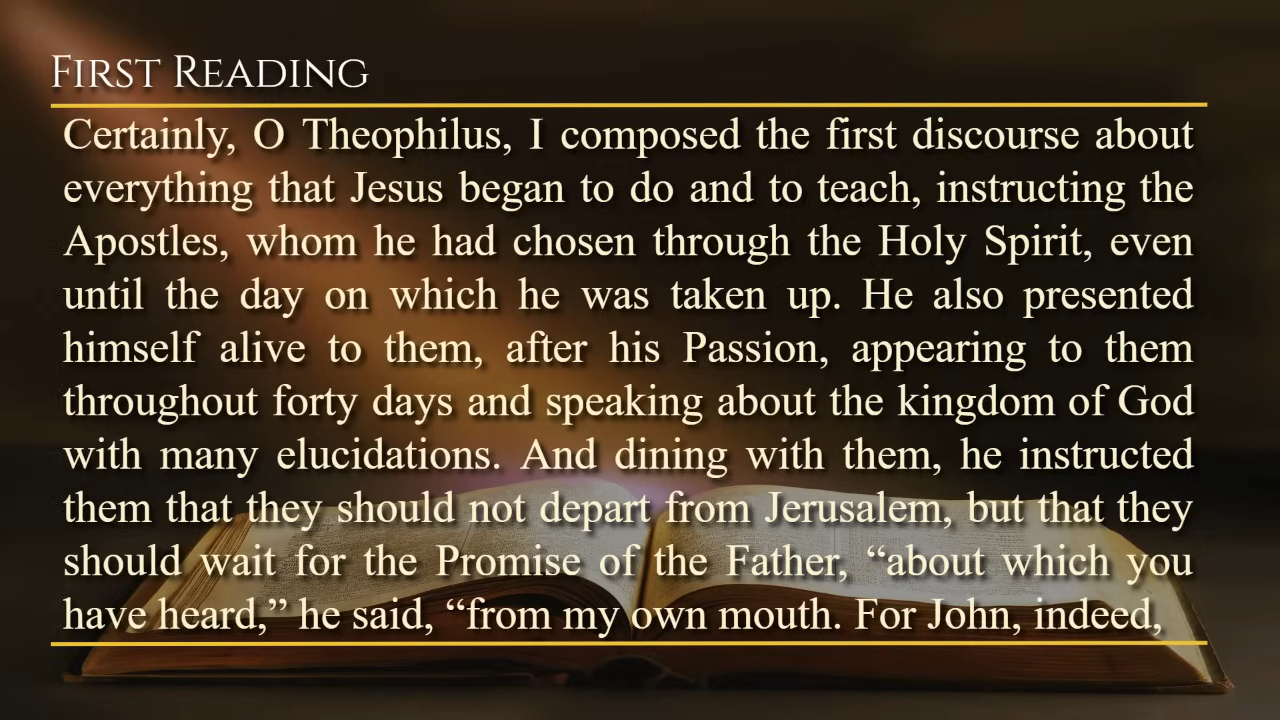 First Reading
Certainly, O Theophilus, I composed the first discourse about
everything that Jesus began to do and to teach, instructing the
Apostles, whom he had chosen through the Holy Spirit, even
until the day on which he was taken up. He also presented
himself alive to them, after his Passion, appearing to them
throughout forty days and speaking about the kingdom of God
with many elucidations. And dining with them, he instructed
them that they should not depart from Jerusalem, but that they
should wait for the Promise of the Father, “about which you
have heard,” he said, “from my own mouth. For John, indeed,